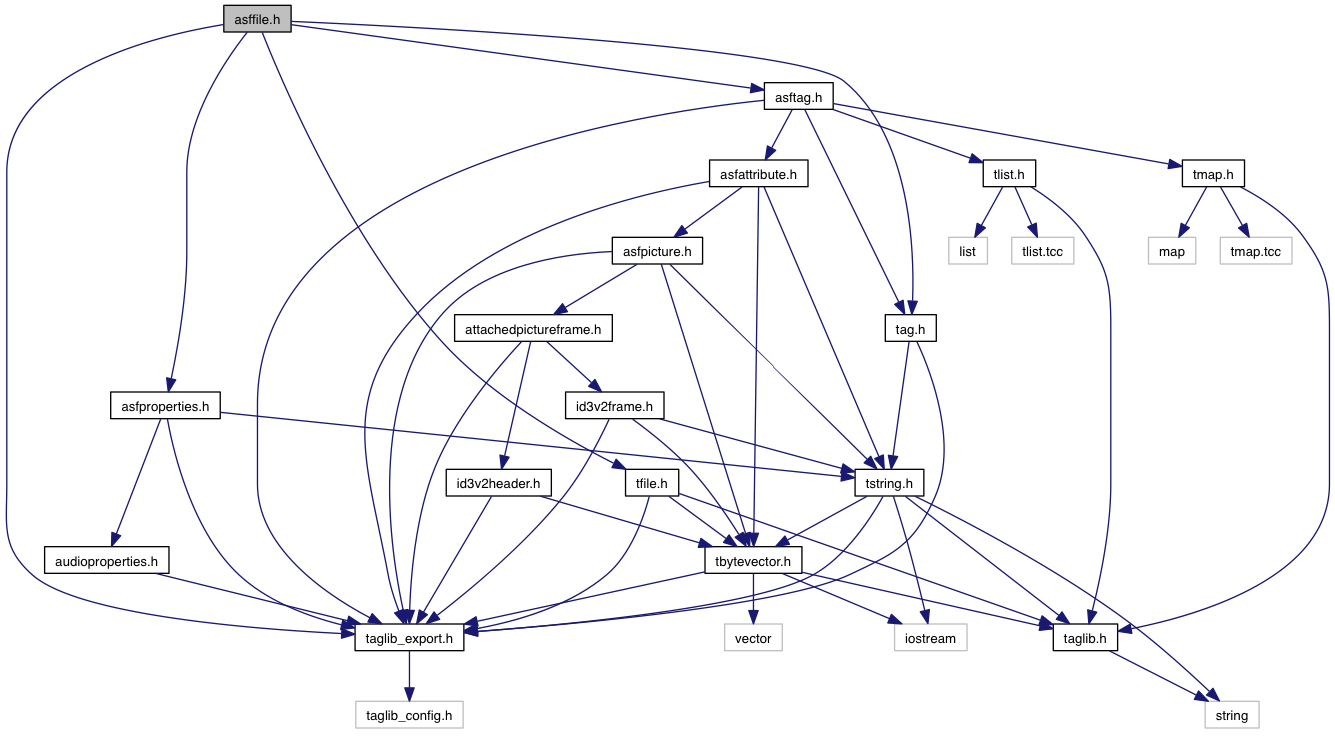 asffile.h
asftag.h
asfattribute.h
tlist.h
tmap.h
asfpicture.h
list
tlist.tcc
map
tmap.tcc
attachedpictureframe.h
tag.h
asfproperties.h
id3v2frame.h
id3v2header.h
tfile.h
tstring.h
audioproperties.h
tbytevector.h
taglib_export.h
vector
iostream
taglib.h
taglib_config.h
string